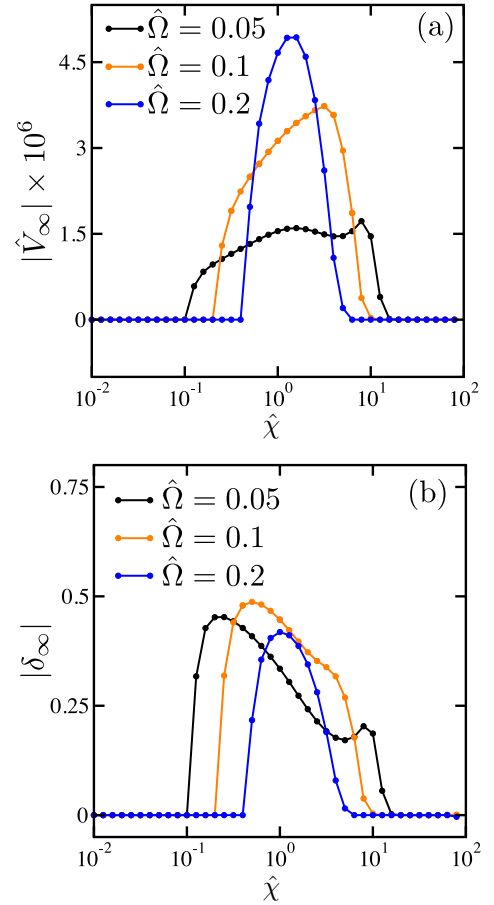 (a)
Ω̂ = 0.05
Ω̂ = 0.1
Ω̂ = 0.2
|V̂∞| × 10⁶
4.5
3
1.5
0
10⁻² 10⁻¹ 10⁰ 10¹ 10²
χ̂
(b)
Ω̂ = 0.05
Ω̂ = 0.1
Ω̂ = 0.2
|δ∞|
0.75
0.5
0.25
0
10⁻² 10⁻¹ 10⁰ 10¹ 10²
χ̂